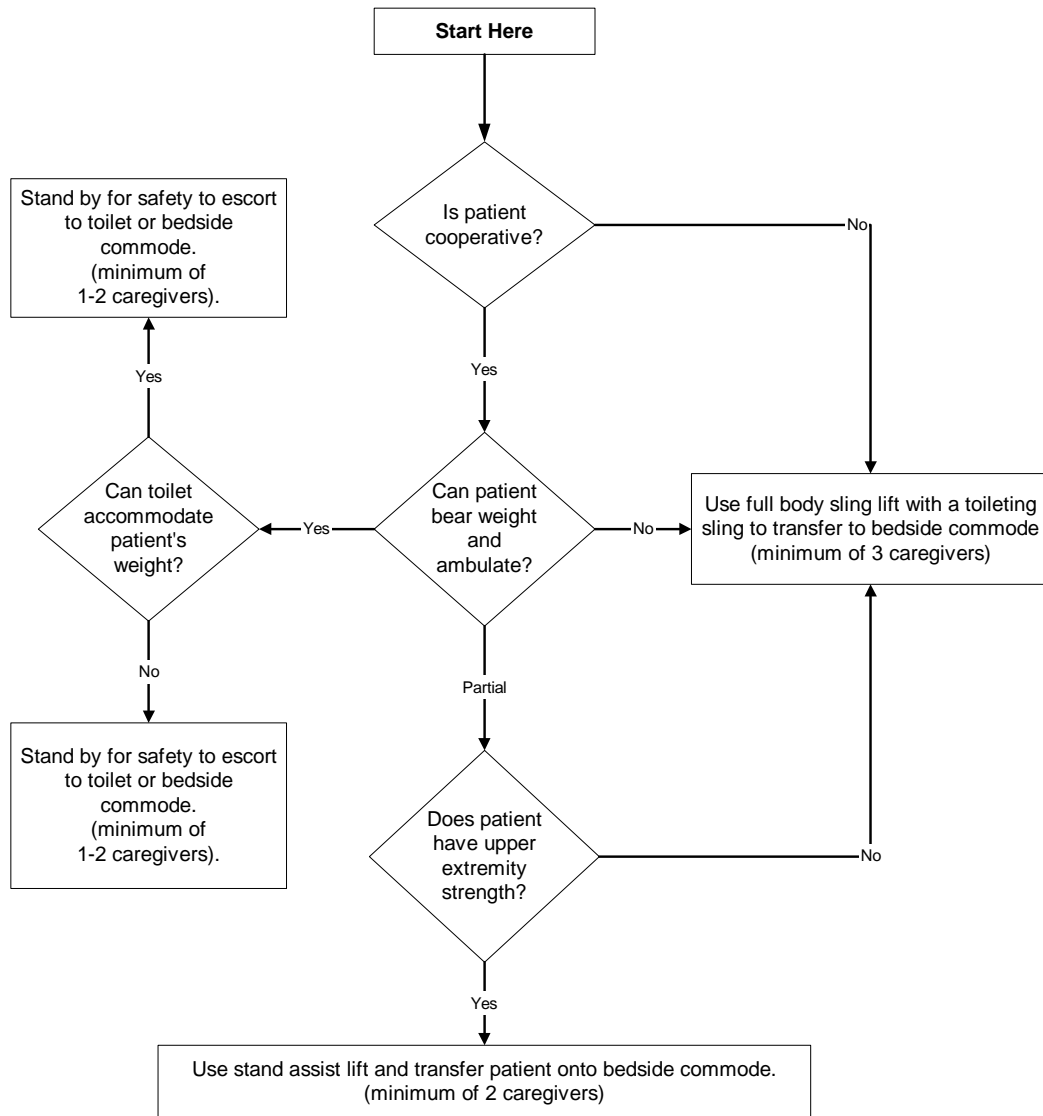 Start Here
Is patient
cooperative?
No
Yes
Stand by for safety to escort
to toilet or bedside
commode.
(minimum of
1-2 caregivers).
Yes
Can toilet
accommodate
patient's
weight?
Yes
Can patient
bear weight
and
ambulate?
No
Use full body sling lift with a toileting
sling to transfer to bedside commode
(minimum of 3 caregivers)
No
Stand by for safety to escort
to toilet or bedside
commode.
(minimum of
1-2 caregivers).
Partial
Does patient
have upper
extremity
strength?
No
Yes
Use stand assist lift and transfer patient onto bedside commode.
(minimum of 2 caregivers)